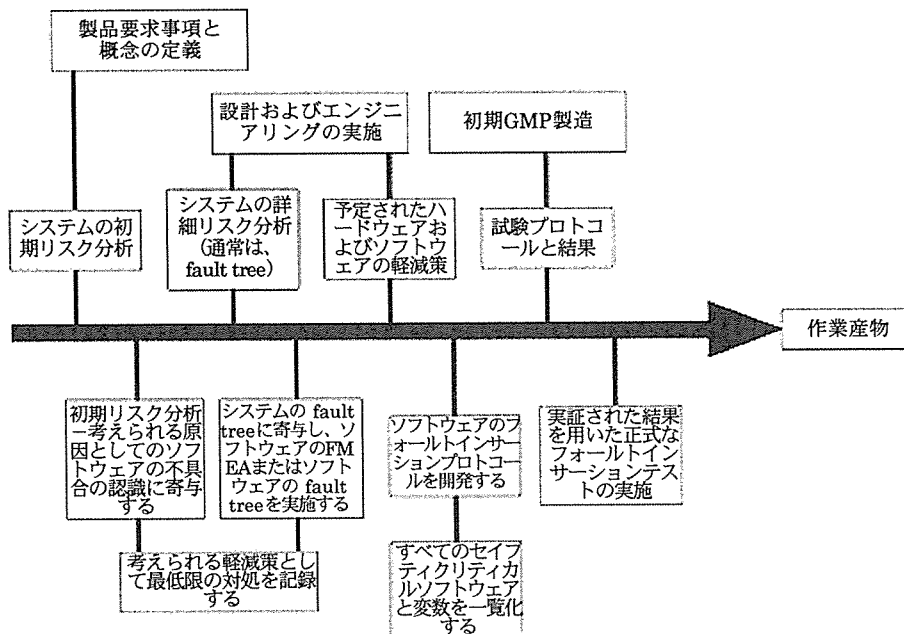 製品要求事項と
概念の定義
設計およびエンジニ
アリングの実施
初期GMP製造
システムの初
期リスク分析
システムの詳
細リスク分析
(通常は、
fault tree)
予定されたハ
ードウェアお
よびソフトウ
ェアの軽減策
試験プロトコ
ールと結果
作業産物
初期リスク分析
−考えられる原
因としてのソフ
トウェアの不具
合の認識に寄与
する
システムの fault
treeに寄与し、ソ
フトウェアのFM
EAまたはソフト
ウェアの fault
treeを実施する
ソフトウェアのフ
ォールトインサー
ションプロトコー
ルを開発する
実証された結果
を用いた正式な
フォールトイン
サーションテス
トの実施
考えられる軽減策とし
て最低限の対処を記録
する
すべてのセイフ
ティクリティカ
ルソフトウェア
と変数を一覧化
する